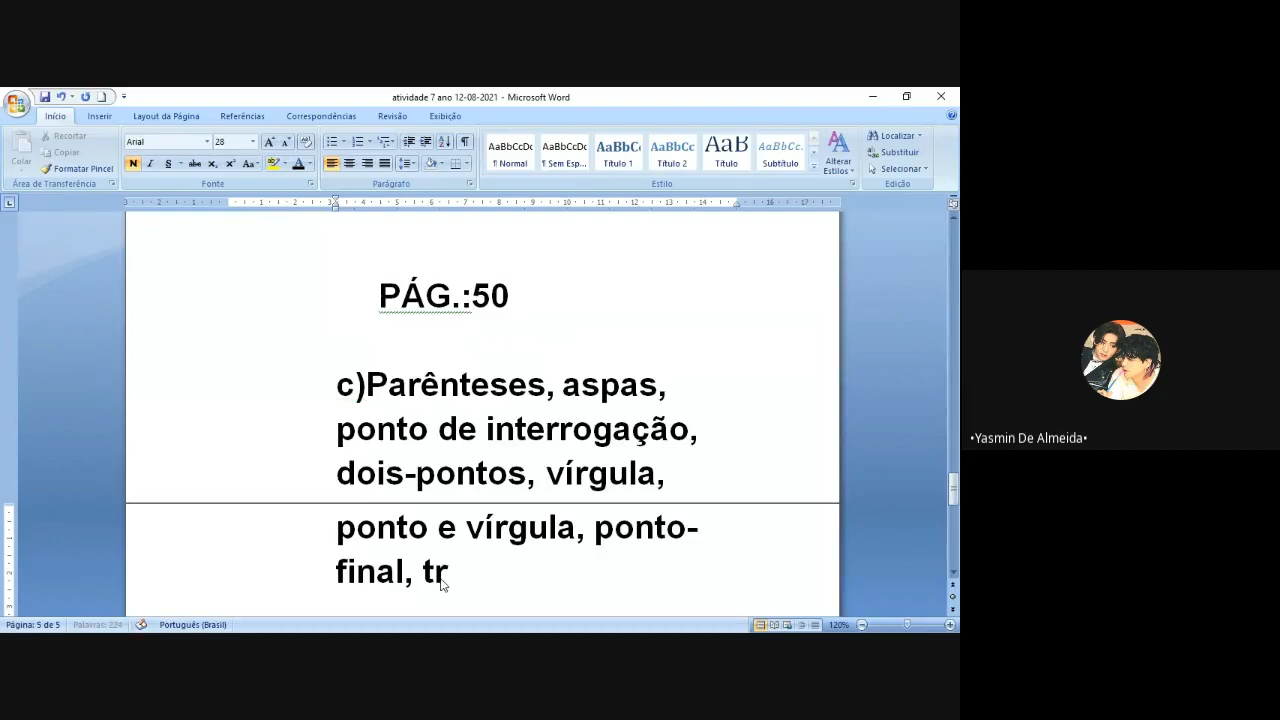 atividade 7 ano 12-08-2021 - Microsoft Word
Início Inserir Layout da Página Referências Correspondências Revisão Exibição
Colar
Recortar
Copiar
Formatar Pincel
Área de Transferência
Arial 28
Fonte
Parágrafo
AaBbCcDc AaBbCcDc AaBbCc AaBbCc AaB AaBbCc.
¶ Normal ¶ Sem Esp... Título 1 Título 2 Título Subtítulo
Alterar Estilos
Estilo
Localizar
Substituir
Selecionar
Edição
PÁG.:50
c)Parênteses, aspas,
ponto de interrogação,
dois-pontos, vírgula,
ponto e vírgula, ponto-
final, tr
•Yasmin De Almeida•
Página: 5 de 5 Palavras: 224 Português (Brasil) 120%